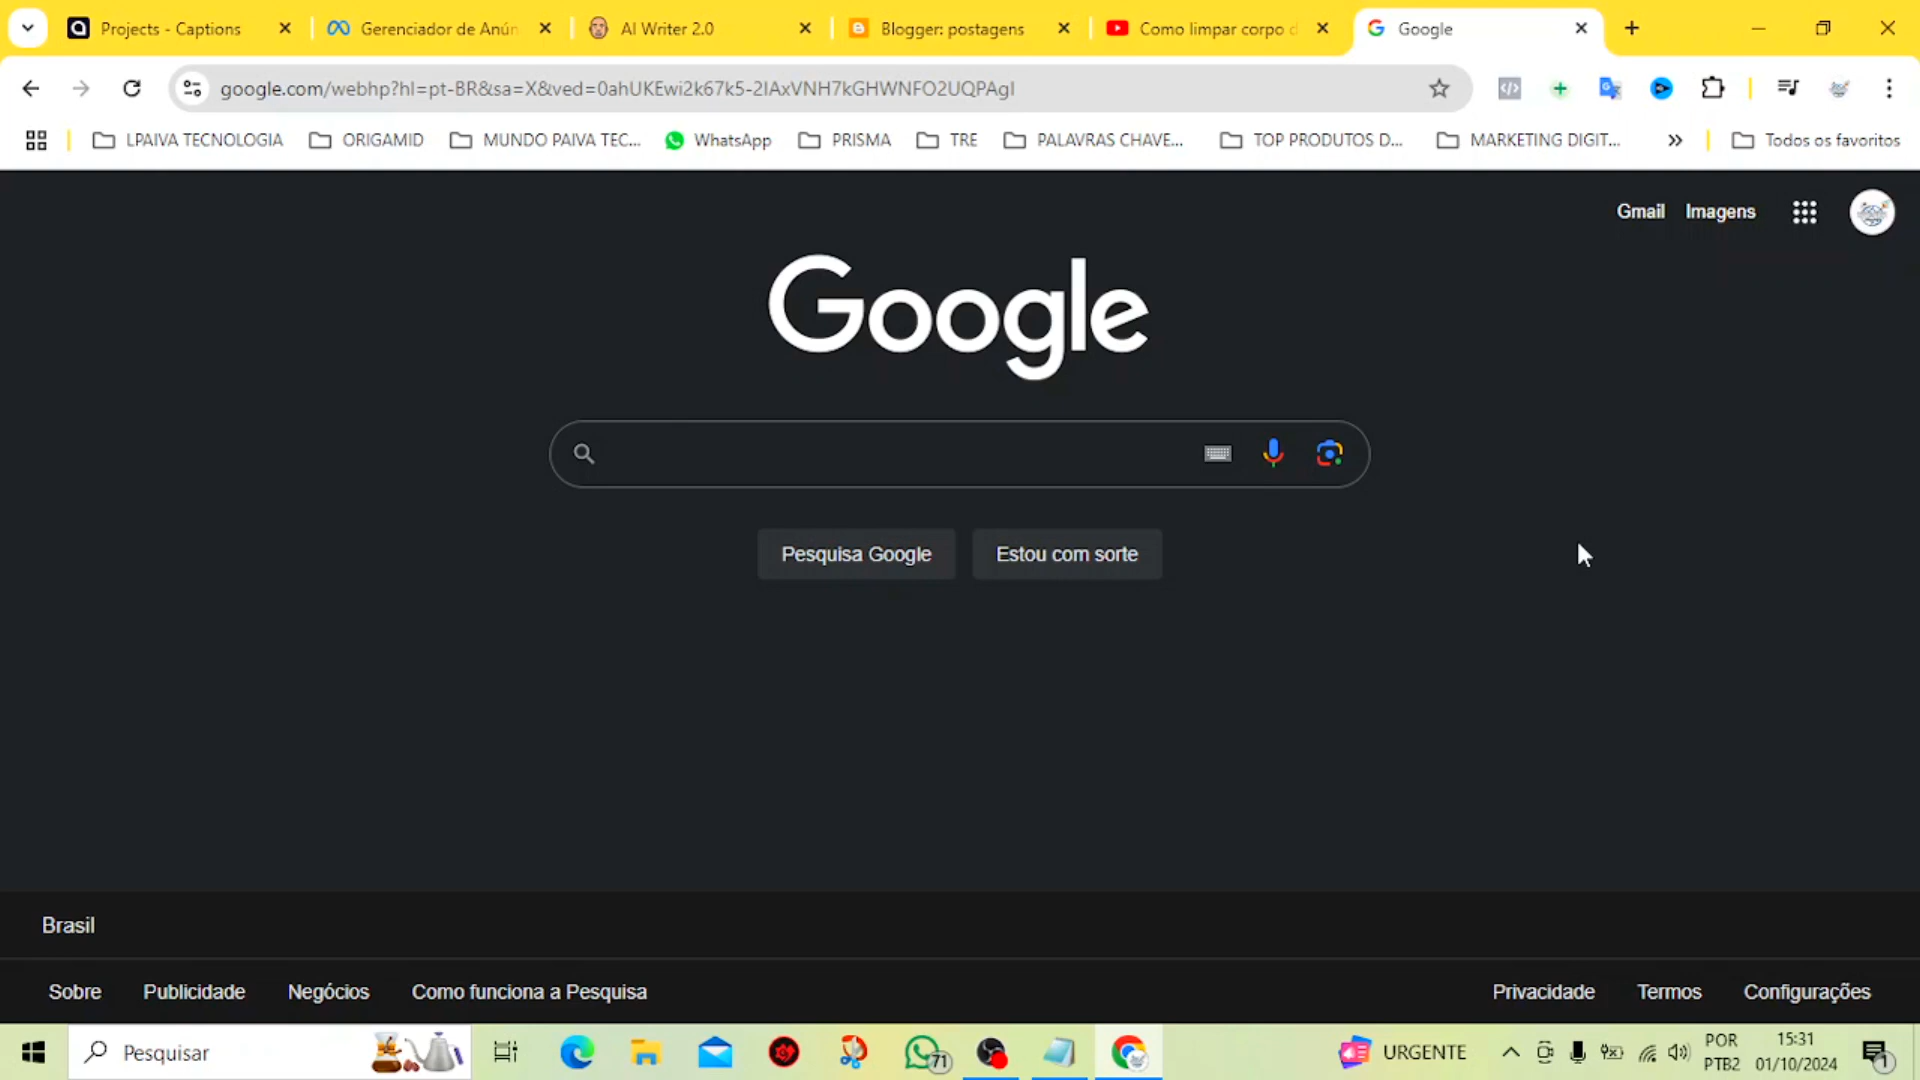 Projects - Captions
Gerenciador de Anún
AI Writer 2.0
Blogger: postagens
Como limpar corpo d
Google
google.com/webhp?hl=pt-BR&sa=X&ved=0ahUKEwi2k67k5-2IAxVNH7kGHWNFO2UQPAgI
LPAIVA TECNOLOGIA
ORIGAMID
MUNDO PAIVA TEC...
WhatsApp
PRISMA
TRE
PALAVRAS CHAVE...
TOP PRODUTOS D...
MARKETING DIGIT...
Todos os favoritos
Gmail
Imagens
Google
Pesquisa Google
Estou com sorte
Brasil
Sobre
Publicidade
Negócios
Como funciona a Pesquisa
Privacidade
Termos
Configurações
Pesquisar
71
URGENTE
POR
PTB2
15:31
01/10/2024
1